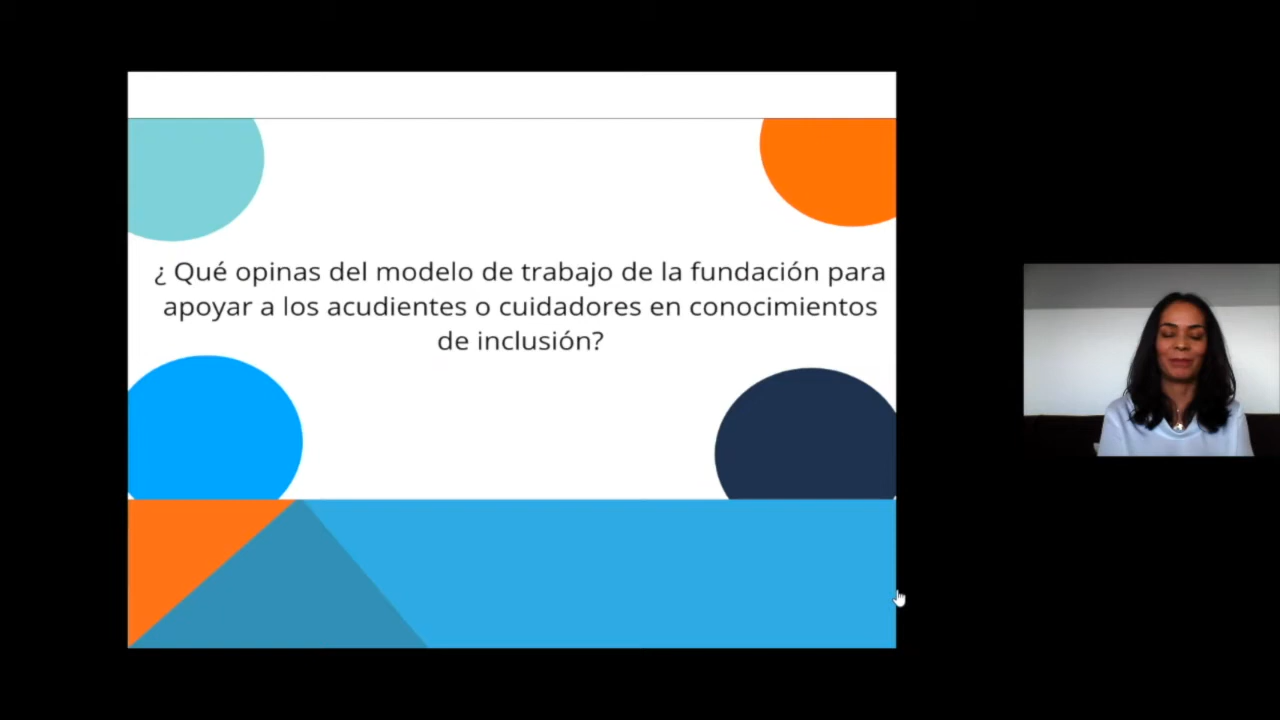 ¿ Qué opinas del modelo de trabajo de la fundación para
apoyar a los acudientes o cuidadores en conocimientos
de inclusión?